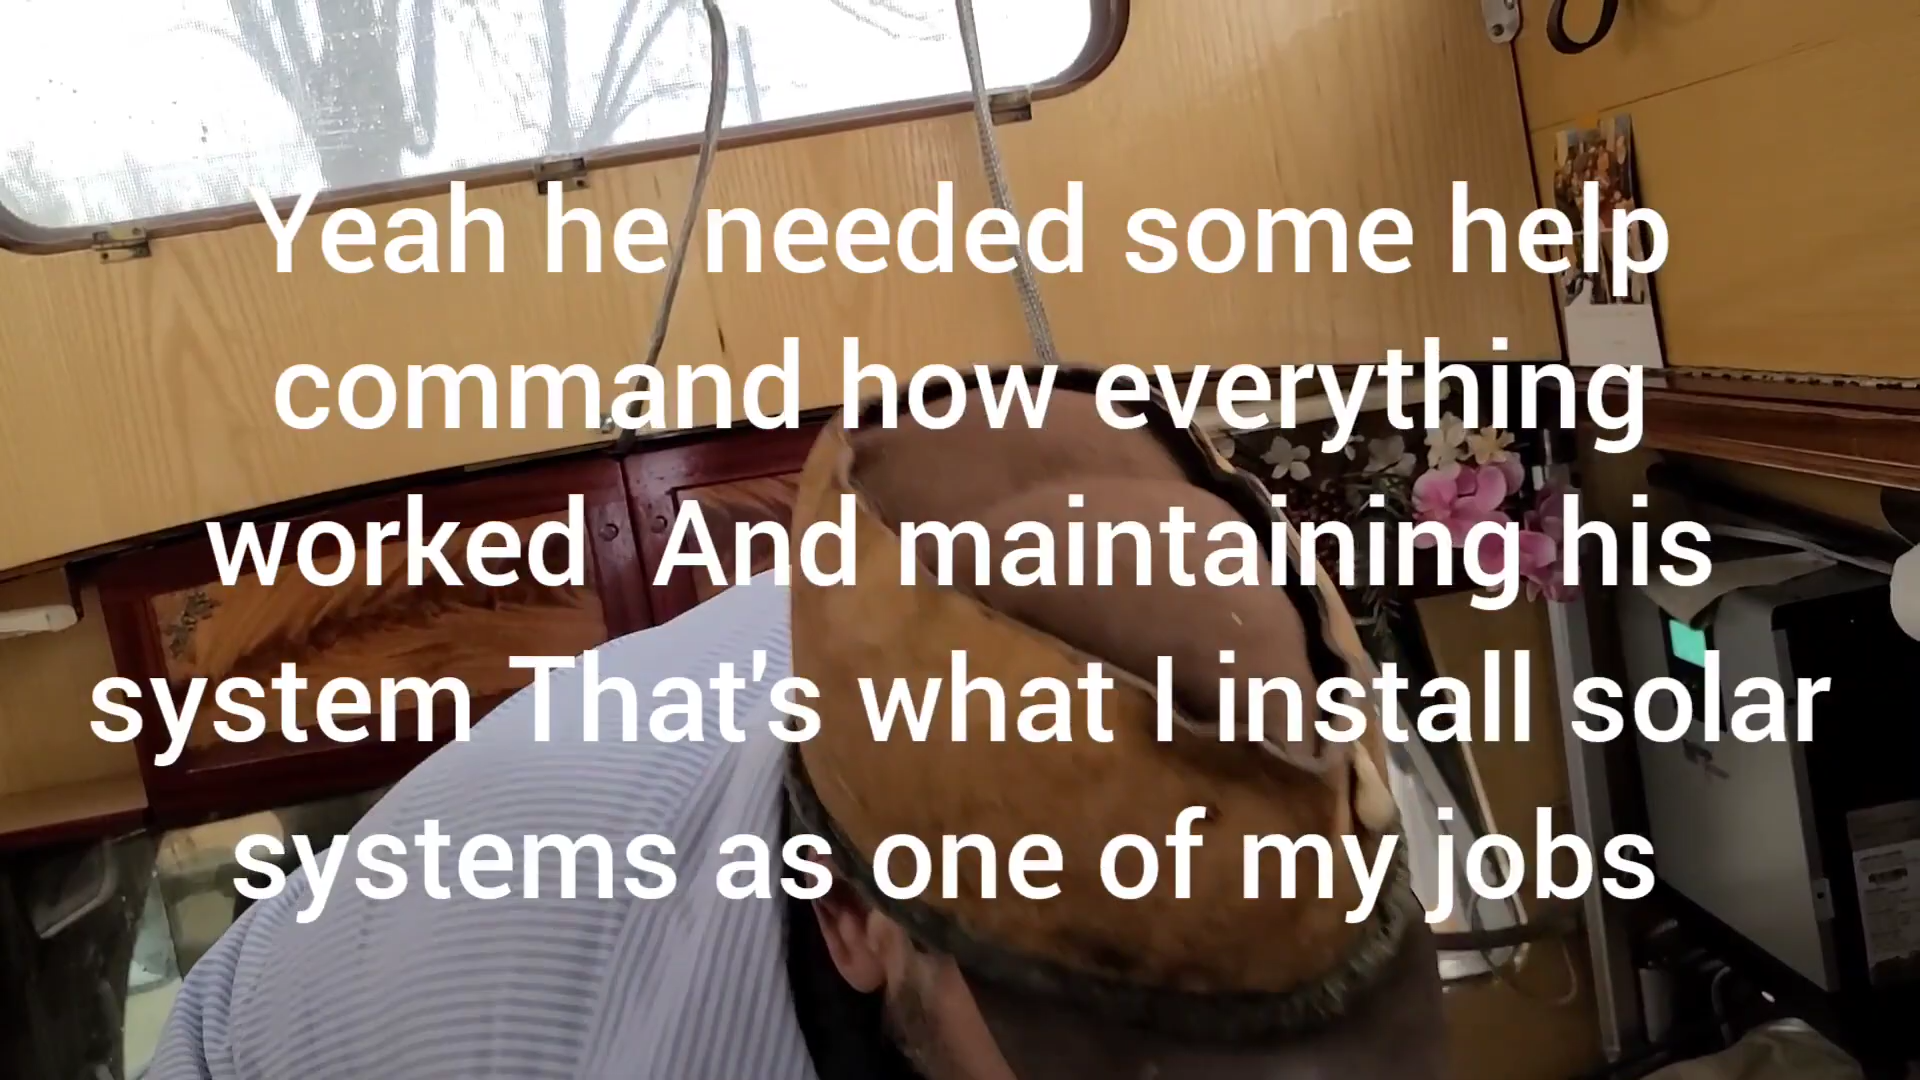 Yeah he needed some help
command how everything
worked  And maintaining his
system That's what I install solar
systems as one of my jobs